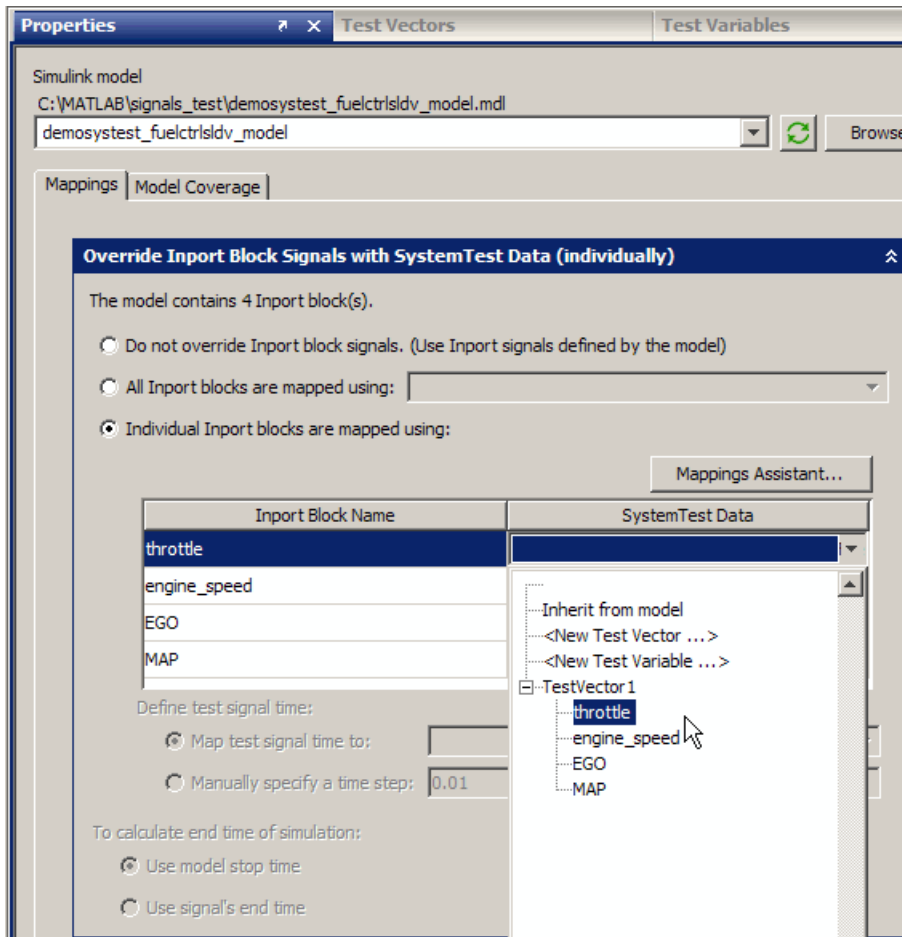 Properties Test Vectors Test Variables
Simulink model
C:\MATLAB\signals_test\demosystest_fuelctrlsldv_model.mdl
demosystest_fuelctrlsldv_model Browse
Mappings Model Coverage
Override Inport Block Signals with SystemTest Data (individually)
The model contains 4 Inport block(s).
Do not override Inport block signals. (Use Inport signals defined by the model)
All Inport blocks are mapped using:
Individual Inport blocks are mapped using:
Mappings Assistant...
Inport Block Name SystemTest Data
throttle
engine_speed
Inherit from model
EGO
<New Test Vector ...>
MAP
<New Test Variable ...>
TestVector1
Define test signal time:
throttle
Map test signal time to:
engine_speed
EGO
Manually specify a time step: 0.01
MAP
To calculate end time of simulation:
Use model stop time
Use signal's end time